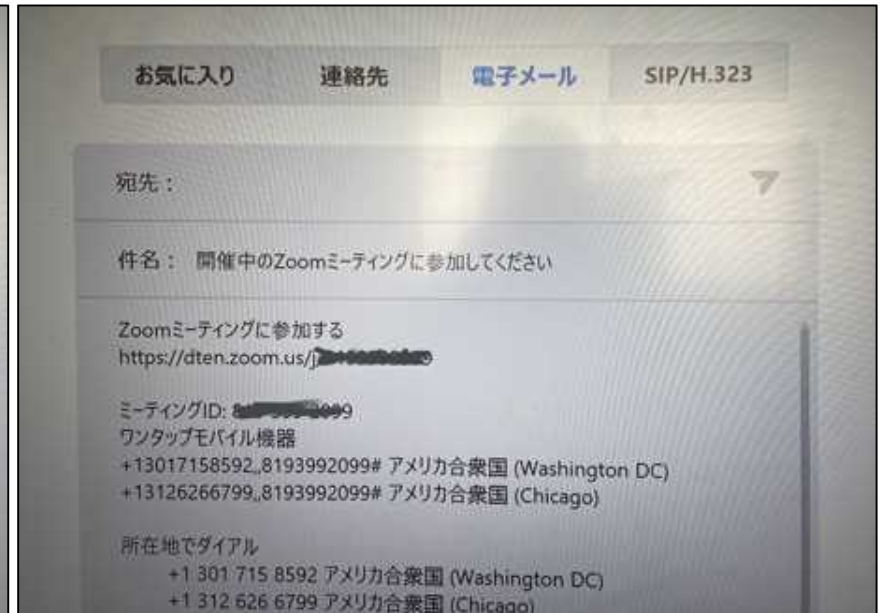 お気に入り 連絡先 電子メール SIP/H.323
宛先：
件名： 開催中のZoomミーティングに参加してください
Zoomミーティングに参加する
https://dten.zoom.us/j
ミーティングID:
ワンタップモバイル機器
+13017158592,,8193992099# アメリカ合衆国 (Washington DC)
+13126266799,,8193992099# アメリカ合衆国 (Chicago)
所在地でダイアル
+1 301 715 8592 アメリカ合衆国 (Washington DC)
+1 312 626 6799 アメリカ合衆国 (Chicago)